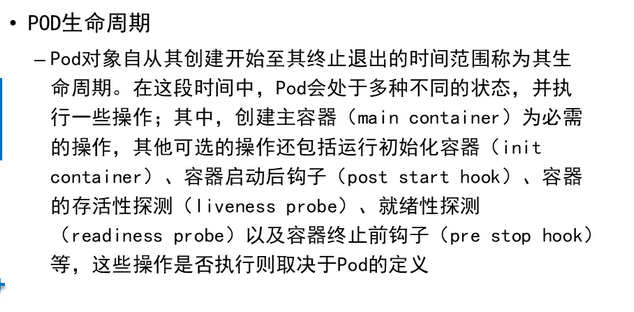 • POD生命周期
–Pod对象自从其创建开始至其终止退出的时间范围称为其生
命周期。在这段时间中，Pod会处于多种不同的状态，并执
行一些操作；其中，创建主容器（main container）为必需
的操作，其他可选的操作还包括运行初始化容器（init
container）、容器启动后钩子（post start hook）、容器
的存活性探测（liveness probe）、就绪性探测
（readiness probe）以及容器终止前钩子（pre stop hook）
等，这些操作是否执行则取决于Pod的定义